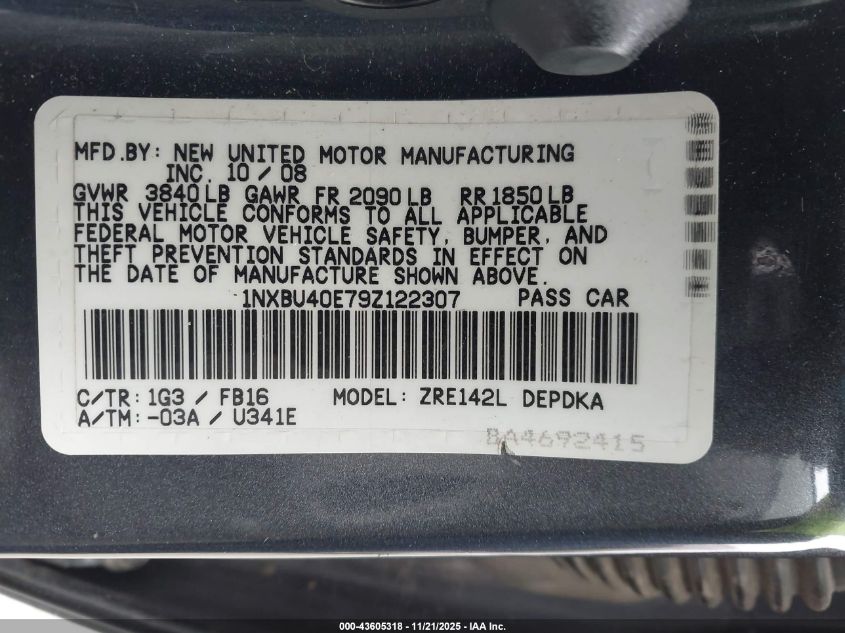 MFD.BY: NEW UNITED MOTOR MANUFACTURING
INC. 10 / 08
GVWR 3840 LB GAWR FR 2090 LB RR 1850 LB
THIS VEHICLE CONFORMS TO ALL APPLICABLE
FEDERAL MOTOR VEHICLE SAFETY, BUMPER, AND
THEFT PREVENTION STANDARDS IN EFFECT ON
THE DATE OF MANUFACTURE SHOWN ABOVE.
1NXBU40E79Z122307 PASS CAR
C/TR: 1G3 / FB16 MODEL: ZRE142L DEPDKA
A/TM: -03A / U341E
BA4692415
000-43605318 - 11/21/2025 - IAA Inc.